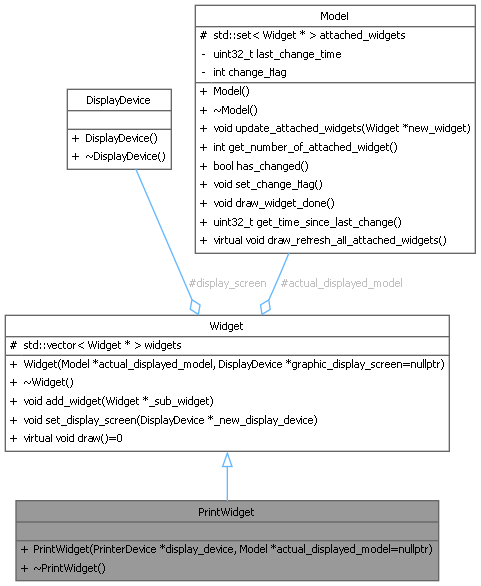 Model
# std::set< Widget * > attached_widgets
- uint32_t last_change_time
- int change_flag
+ Model()
+ ~Model()
+ void update_attached_widgets(Widget *new_widget)
+ int get_number_of_attached_widget()
+ bool has_changed()
+ void set_change_flag()
+ void draw_widget_done()
+ uint32_t get_time_since_last_change()
+ virtual void draw_refresh_all_attached_widgets()
DisplayDevice
+ DisplayDevice()
+ ~DisplayDevice()
#display_screen
#actual_displayed_model
Widget
# std::vector< Widget * > widgets
+ Widget(Model *actual_displayed_model, DisplayDevice *graphic_display_screen=nullptr)
+ ~Widget()
+ void add_widget(Widget *_sub_widget)
+ void set_display_screen(DisplayDevice *_new_display_device)
+ virtual void draw()=0
PrintWidget
+ PrintWidget(PrinterDevice *display_device, Model *actual_displayed_model=nullptr)
+ ~PrintWidget()